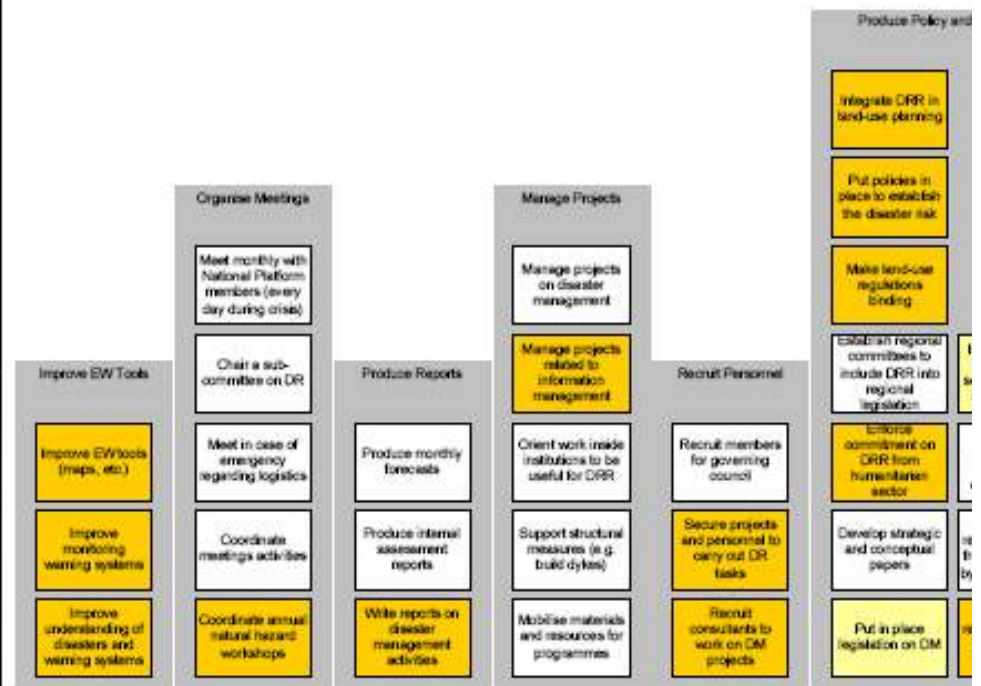 Produce Policy and
Integrate DRR in
land-use planning
Put policies in
place to establish
the disaster risk
Make land-use
regulations
binding
Establish regional
committees to
include DRR into
regional
legislation
Enforce
commitment on
DRR from
humanitarian
sector
Develop strategic
and conceptual
papers
Put in place
legislation on DM
Organise Meetings
Meet monthly with
National Platform
members (every
day during crisis)
Chair a sub-
committee on DR
Meet in case of
emergency
regarding logistics
Coordinate
meetings activities
Coordinate annual
natural hazard
workshops
Manage Projects
Manage projects
on disaster
management
Manage projects
related to
information
management
Orient work inside
institutions to be
useful for DRR
Support structural
measures (e.g.
build dykes)
Mobilise materials
and resources for
programmes
Improve EW Tools
Improve EW tools
(maps, etc.)
Improve
monitoring
warning systems
Improve
understanding of
disasters and
warning systems
Produce Reports
Produce monthly
forecasts
Produce internal
assessment
reports
Write reports on
disaster
management
activities
Recruit Personnel
Recruit members
for governing
council
Secure projects
and personnel to
carry out DR
tasks
Recruit
consultants to
work on DM
projects